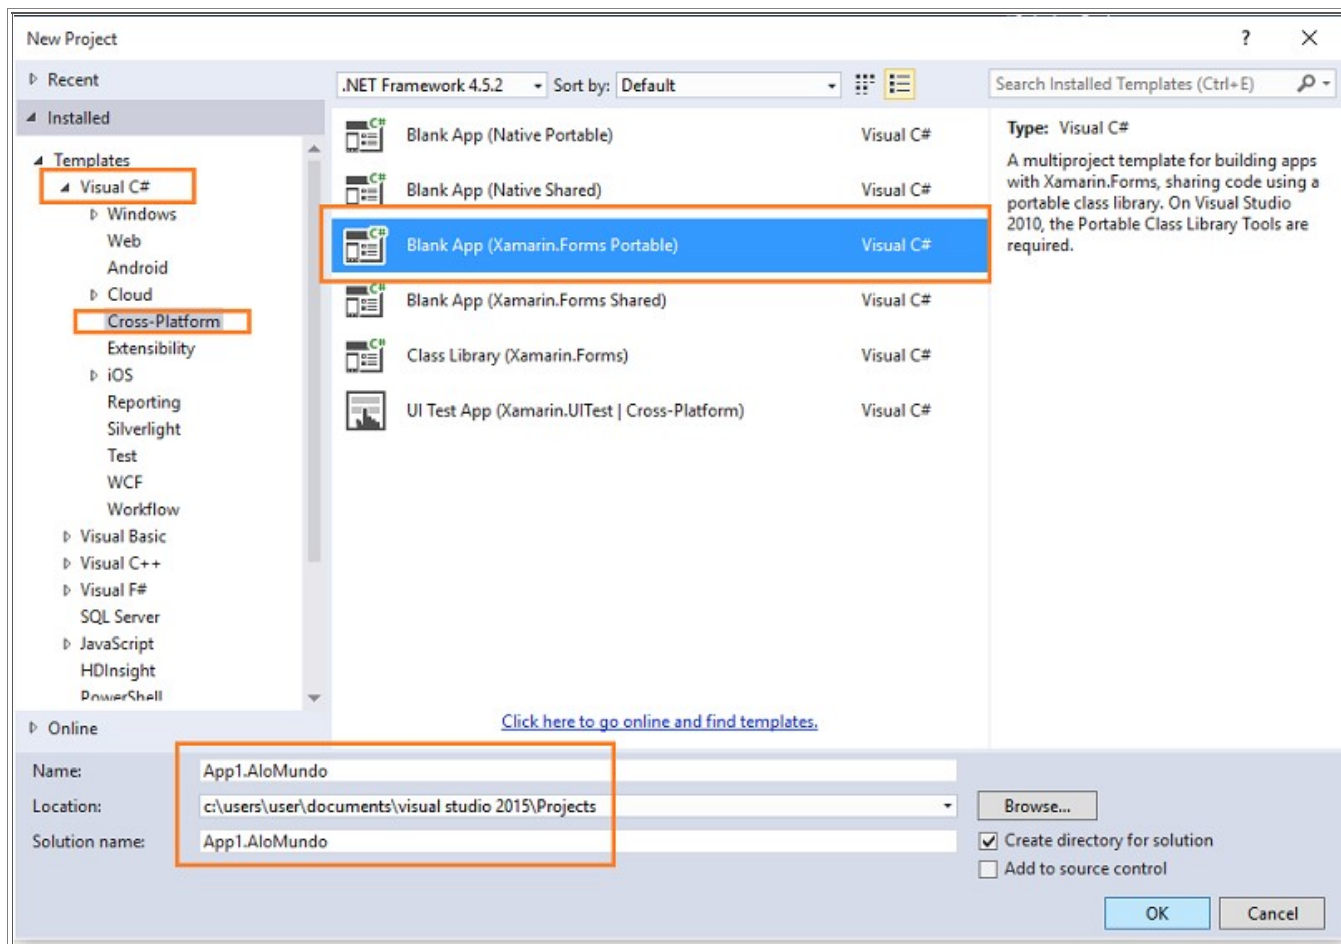 New Project
Recent
.NET Framework 4.5.2
Sort by: Default
Search Installed Templates (Ctrl+E)
Installed
Templates
Visual C#
Windows
Web
Android
Cloud
Cross-Platform
Extensibility
iOS
Reporting
Silverlight
Test
WCF
Workflow
Visual Basic
Visual C++
Visual F#
SQL Server
JavaScript
HDInsight
PowerShell
Online
Blank App (Native Portable) Visual C#
Blank App (Native Shared) Visual C#
Blank App (Xamarin.Forms Portable) Visual C#
Blank App (Xamarin.Forms Shared) Visual C#
Class Library (Xamarin.Forms) Visual C#
UI Test App (Xamarin.UITest | Cross-Platform) Visual C#
Click here to go online and find templates.
Type: Visual C#
A multiproject template for building apps
with Xamarin.Forms, sharing code using a
portable class library. On Visual Studio
2010, the Portable Class Library Tools are
required.
Name: App1.AloMundo
Location: c:\users\user\documents\visual studio 2015\Projects
Browse...
Solution name: App1.AloMundo
Create directory for solution
Add to source control
OK
Cancel